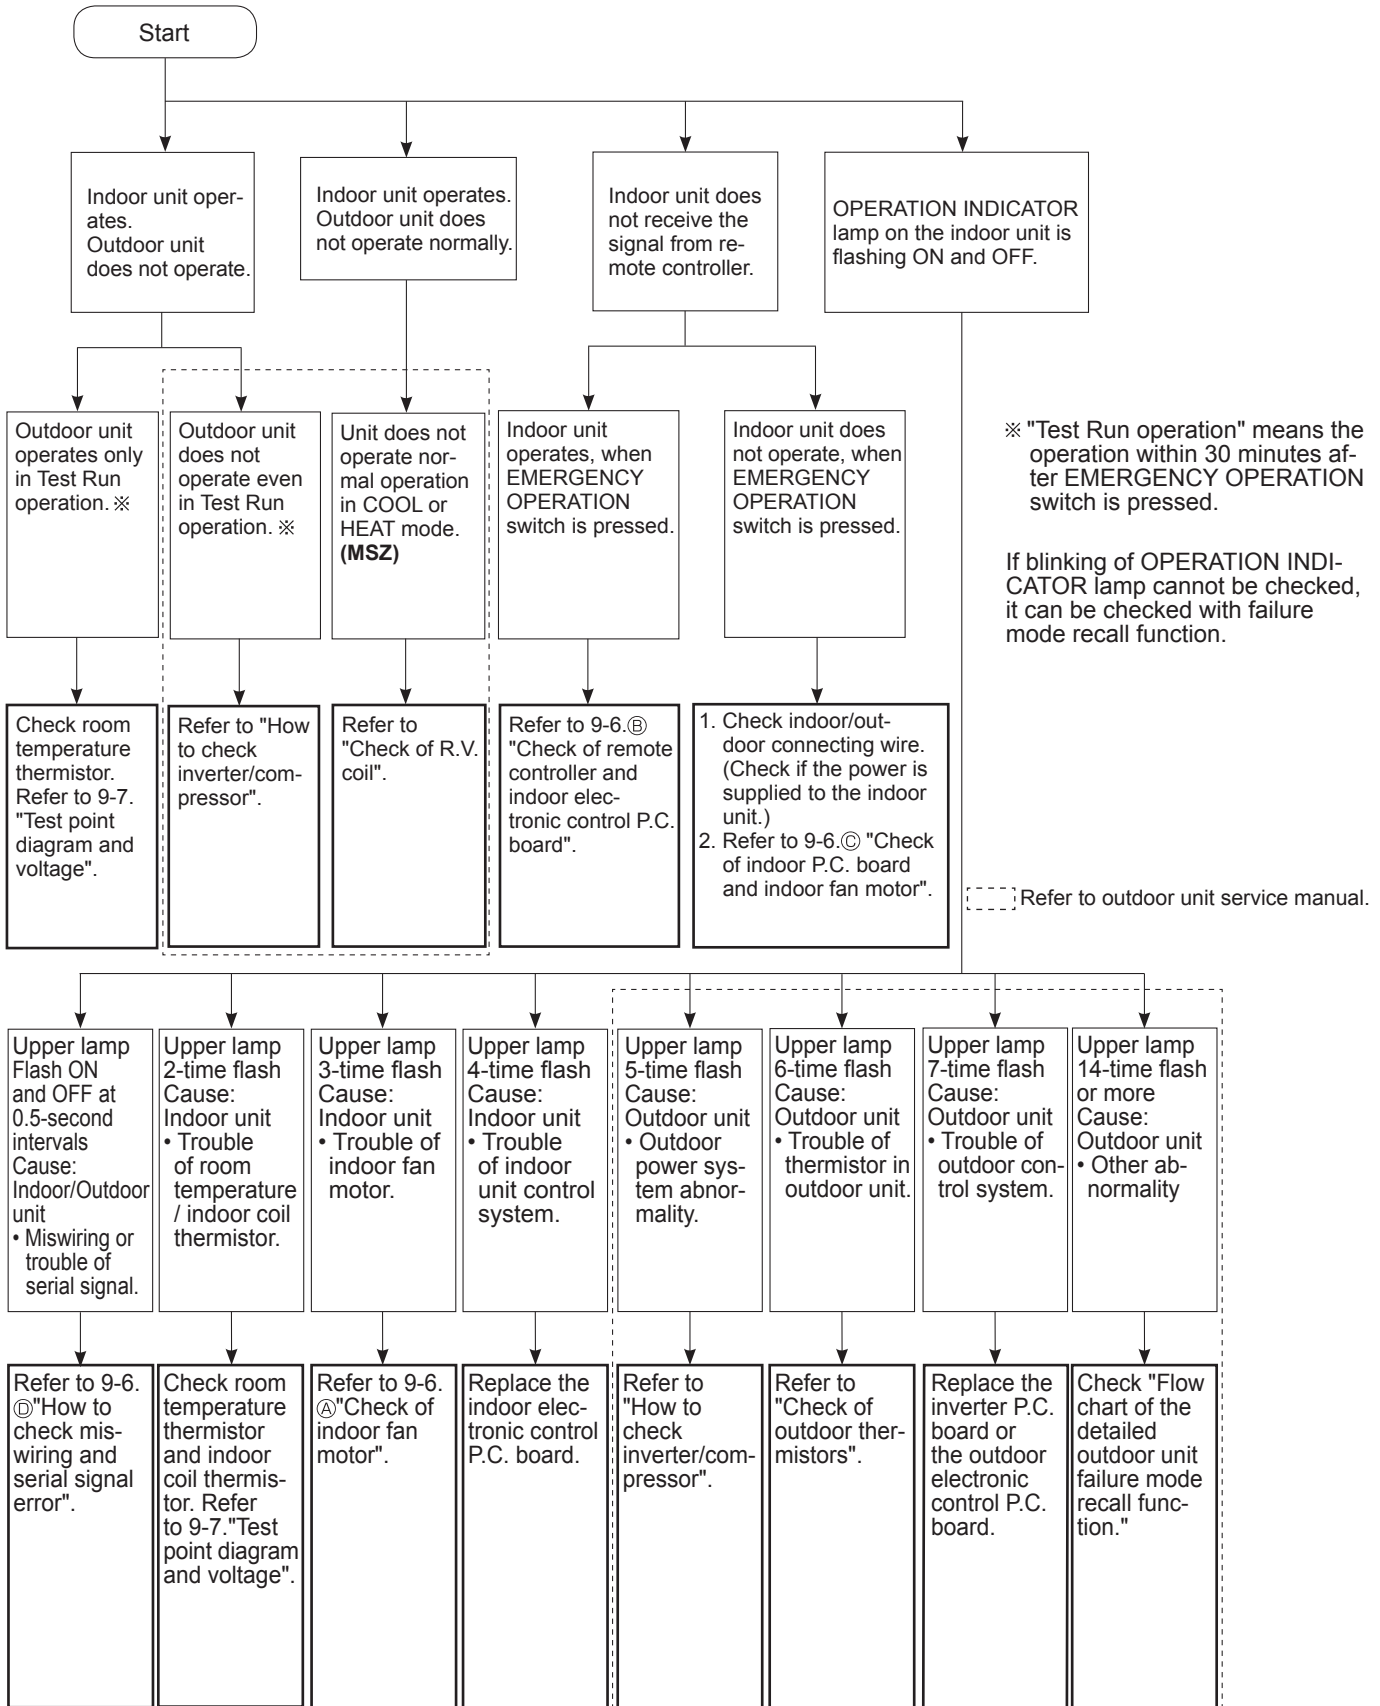 Start
Indoor unit oper-
ates.
Outdoor unit
does not operate.
Indoor unit operates.
Outdoor unit does
not operate normally.
Indoor unit does
not receive the
signal from re-
mote controller.
OPERATION INDICATOR
lamp on the indoor unit is
flashing ON and OFF.
Outdoor unit
operates only
in Test Run
operation. ※
Outdoor unit
does not
operate even
in Test Run
operation. ※
Unit does not
operate nor-
mal operation
in COOL or
HEAT mode.
(MSZ)
Indoor unit
operates, when
EMERGENCY
OPERATION
switch is pressed.
Indoor unit does
not operate, when
EMERGENCY
OPERATION
switch is pressed.
※ "Test Run operation" means the
operation within 30 minutes af-
ter EMERGENCY OPERATION
switch is pressed.
If blinking of OPERATION INDI-
CATOR lamp cannot be checked,
it can be checked with failure
mode recall function.
Check room
temperature
thermistor.
Refer to 9-7.
"Test point
diagram and
voltage".
Refer to "How
to check
inverter/com-
pressor".
Refer to
"Check of R.V.
coil".
Refer to 9-6.Ⓑ
"Check of remote
controller and
indoor elec-
tronic control P.C.
board".
1. Check indoor/out-
door connecting wire.
(Check if the power is
supplied to the indoor
unit.)
2. Refer to 9-6.Ⓒ "Check
of indoor P.C. board
and indoor fan motor".
Refer to outdoor unit service manual.
Upper lamp
Flash ON
and OFF at
0.5-second
intervals
Cause:
Indoor/Outdoor
unit
• Miswiring or
trouble of
serial signal.
Upper lamp
2-time flash
Cause:
Indoor unit
• Trouble
of room
temperature
/ indoor coil
thermistor.
Upper lamp
3-time flash
Cause:
Indoor unit
• Trouble of
indoor fan
motor.
Upper lamp
4-time flash
Cause:
Indoor unit
• Trouble
of indoor
unit control
system.
Upper lamp
5-time flash
Cause:
Outdoor unit
• Outdoor
power sys-
tem abnor-
mality.
Upper lamp
6-time flash
Cause:
Outdoor unit
• Trouble of
thermistor in
outdoor unit.
Upper lamp
7-time flash
Cause:
Outdoor unit
• Trouble of
outdoor con-
trol system.
Upper lamp
14-time flash
or more
Cause:
Outdoor unit
• Other ab-
normality
Refer to 9-6.
Ⓓ"How to
check mis-
wiring and
serial signal
error".
Check room
temperature
thermistor
and indoor
coil thermis-
tor. Refer
to 9-7."Test
point diagram
and voltage".
Refer to 9-6.
Ⓐ"Check of
indoor fan
motor".
Replace the
indoor elec-
tronic control
P.C. board.
Refer to
"How to
check
inverter/com-
pressor".
Refer to
"Check of
outdoor ther-
mistors".
Replace the
inverter P.C.
board or
the outdoor
electronic
control P.C.
board.
Check "Flow
chart of the
detailed
outdoor unit
failure mode
recall func-
tion."